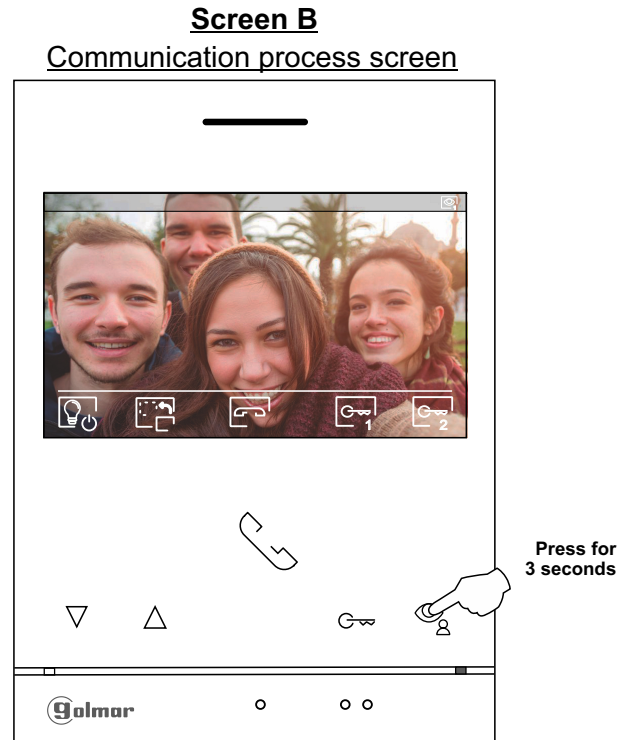 Screen B
Communication process screen
1
2
Press for
3 seconds
golmar